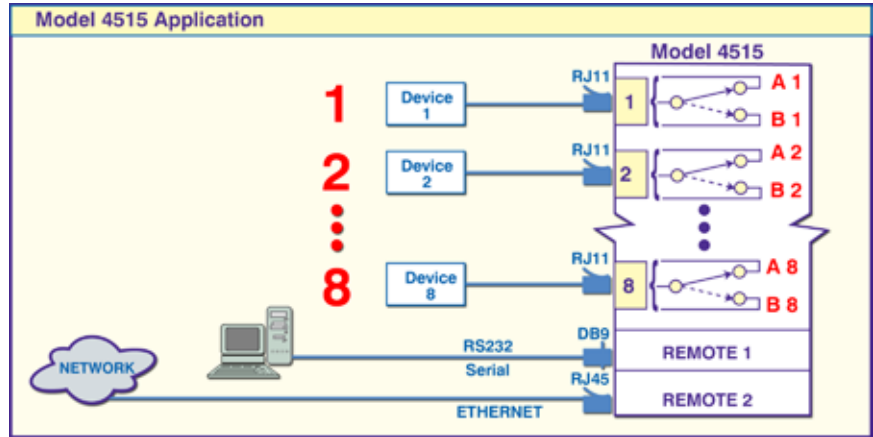 Model 4515 Application
Model 4515
RJ11
1
Device
1
1
A 1
B 1
RJ11
2
Device
2
2
A 2
B 2
RJ11
8
Device
8
8
A 8
B 8
DB9
RS232
Serial
REMOTE 1
NETWORK
RJ45
ETHERNET
REMOTE 2